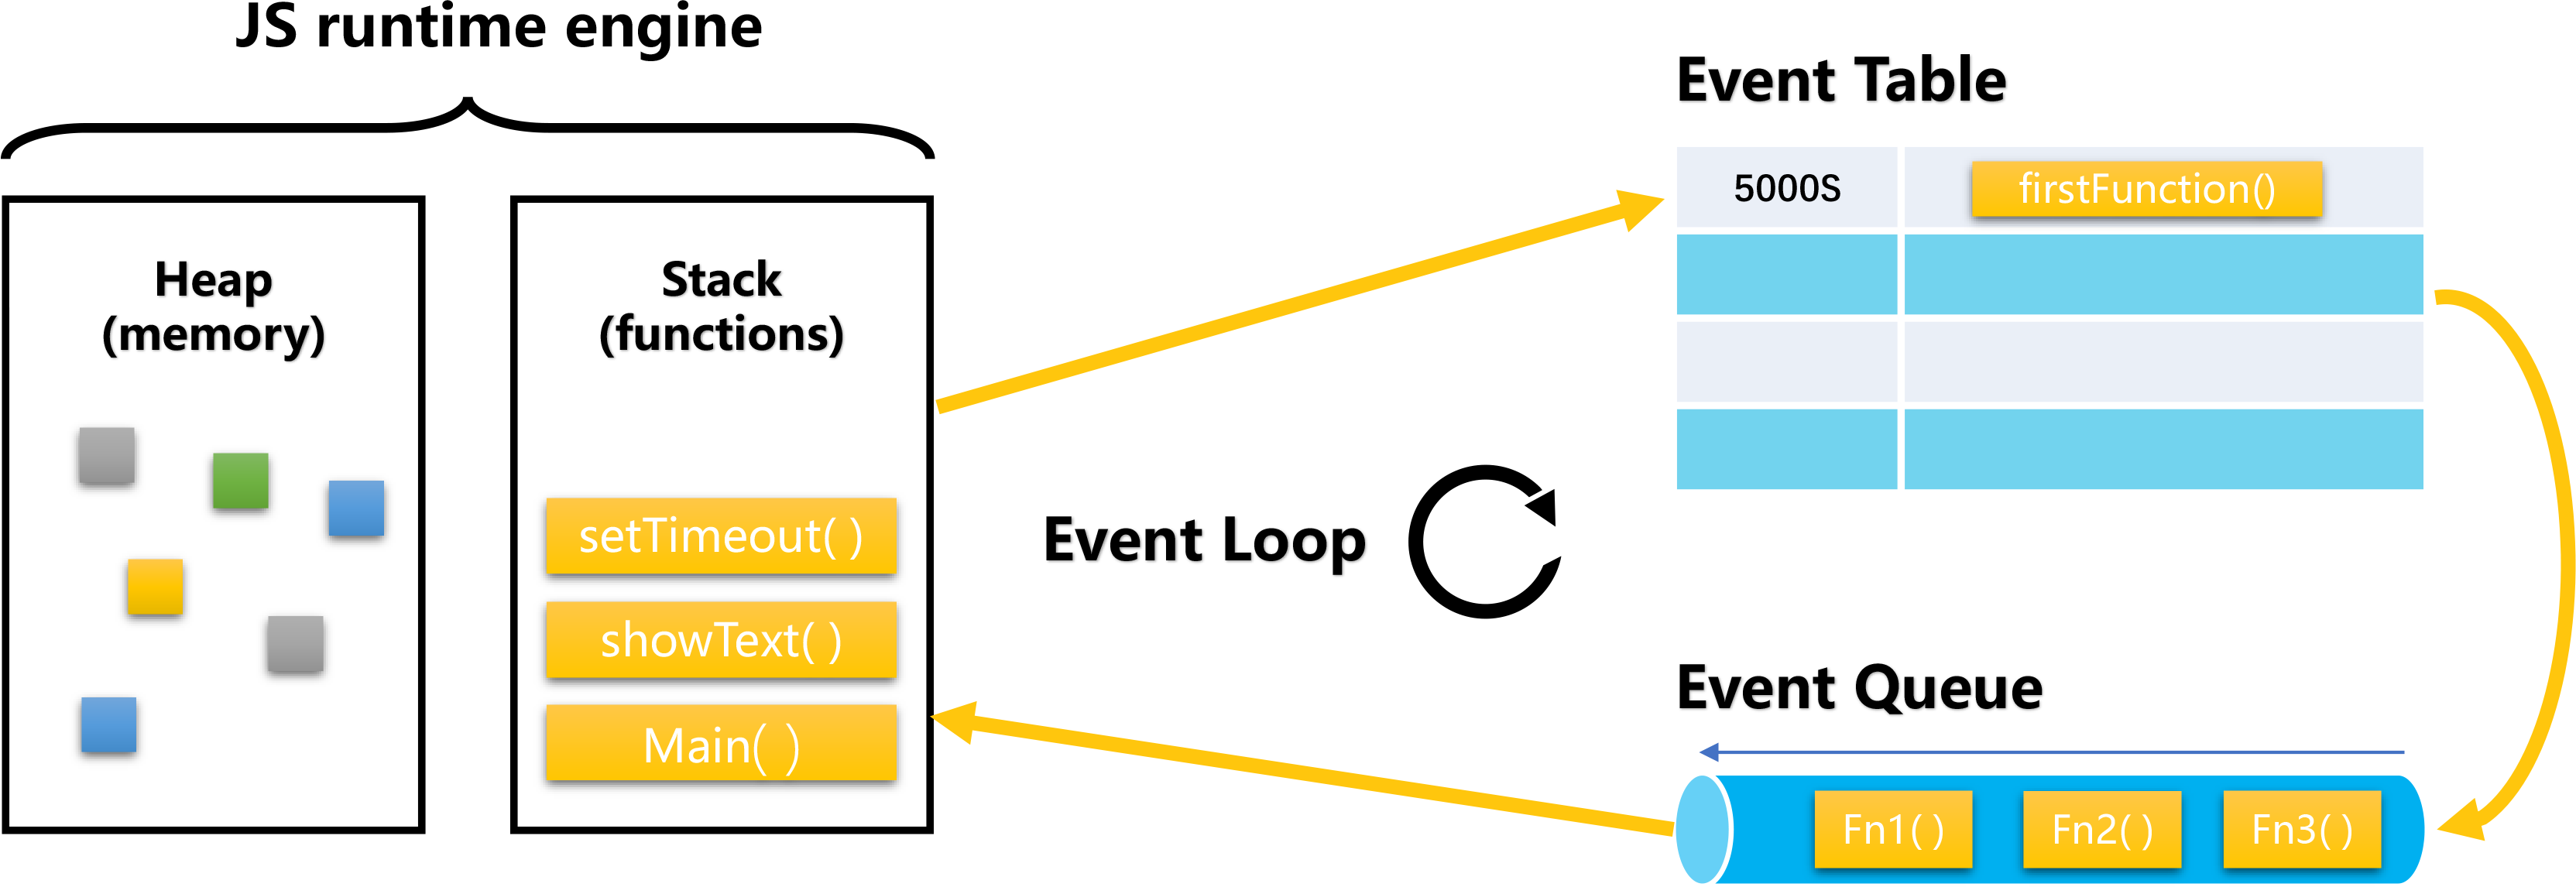 JS runtime engine
Heap
(memory)
Stack
(functions)
setTimeout( )
showText( )
Main( )
Event Loop
Event Table
5000S
firstFunction()
Event Queue
Fn1( )
Fn2( )
Fn3( )